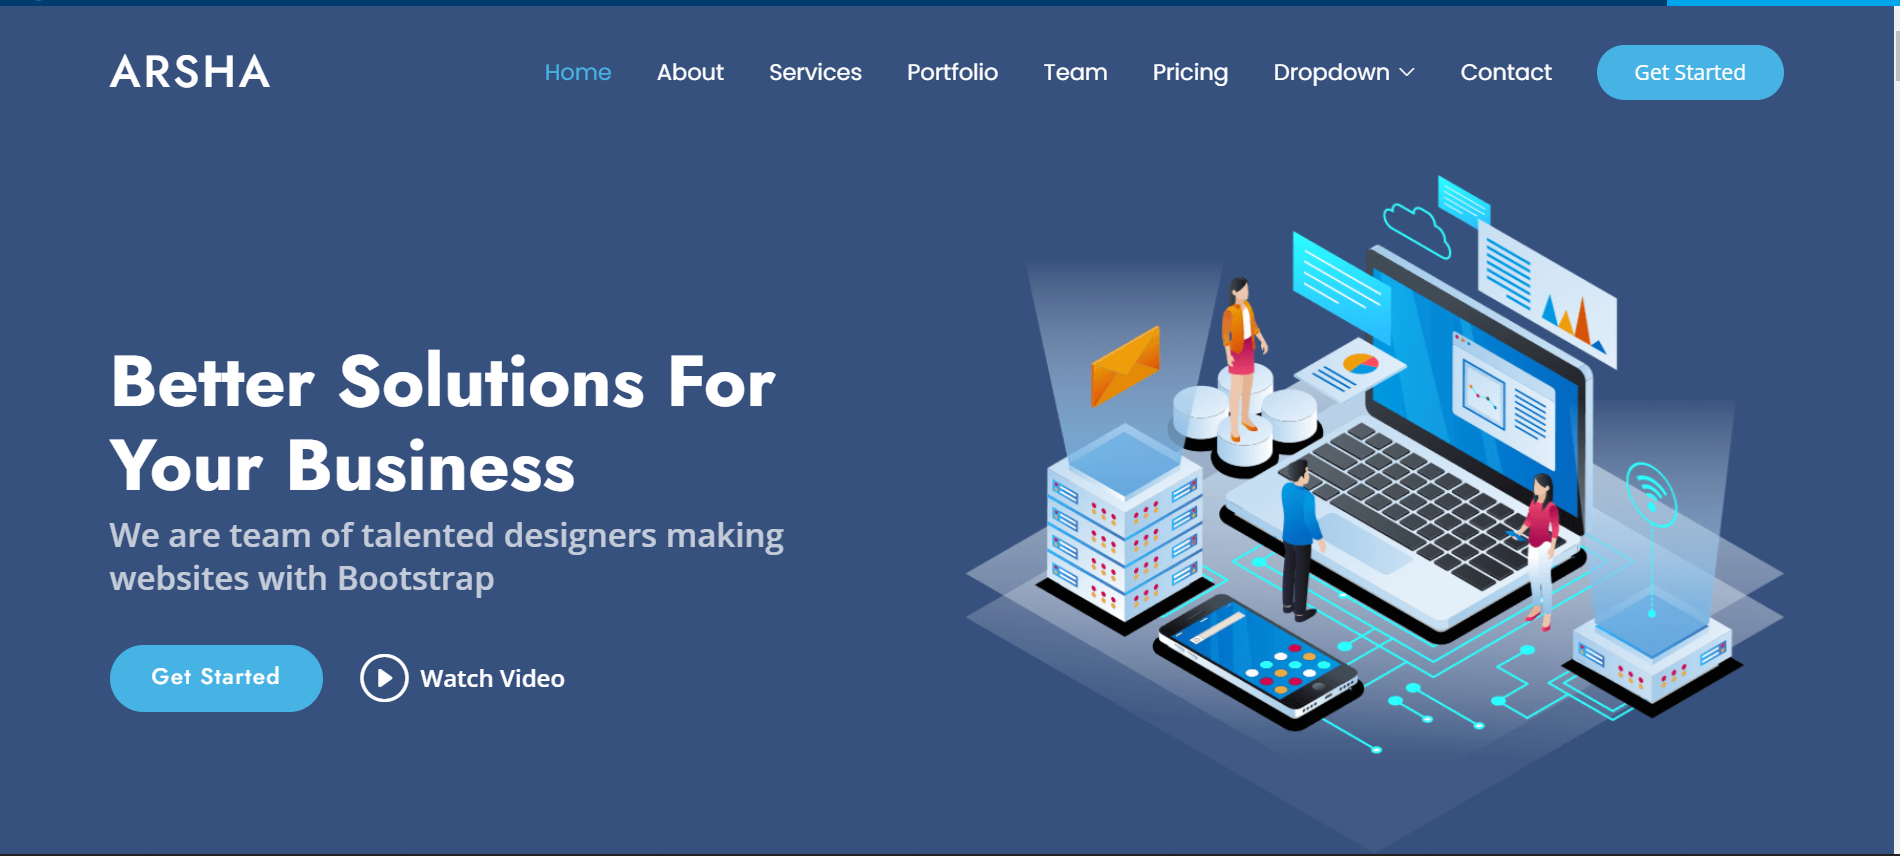 ARSHA
Home About Services Portfolio Team Pricing Dropdown Contact Get Started
Better Solutions For
Your Business
We are team of talented designers making
websites with Bootstrap
Get Started Watch Video